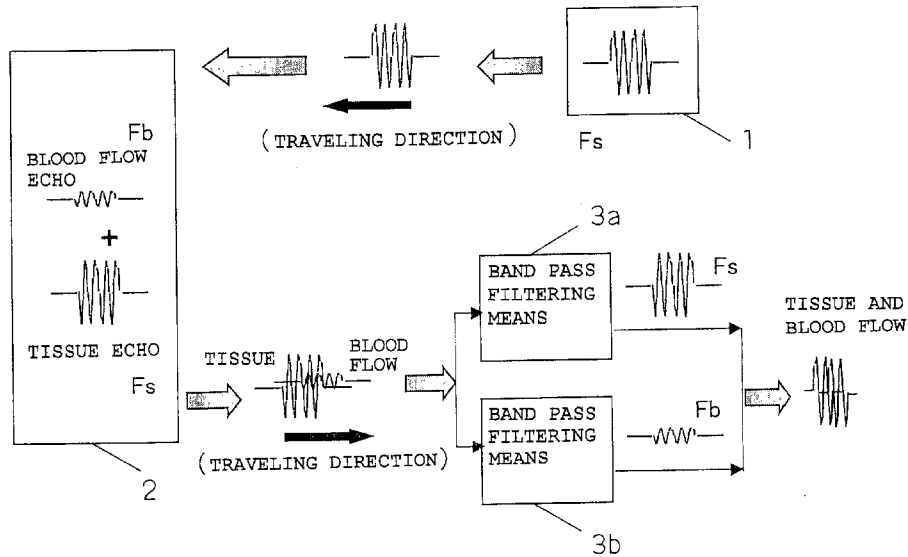 (TRAVELING DIRECTION)
Fs
1
Fb
BLOOD FLOW
ECHO
+
TISSUE ECHO
Fs
2
TISSUE
BLOOD
FLOW
(TRAVELING DIRECTION)
3a
BAND PASS
FILTERING
MEANS
Fs
BAND PASS
FILTERING
MEANS
Fb
3b
TISSUE AND
BLOOD FLOW